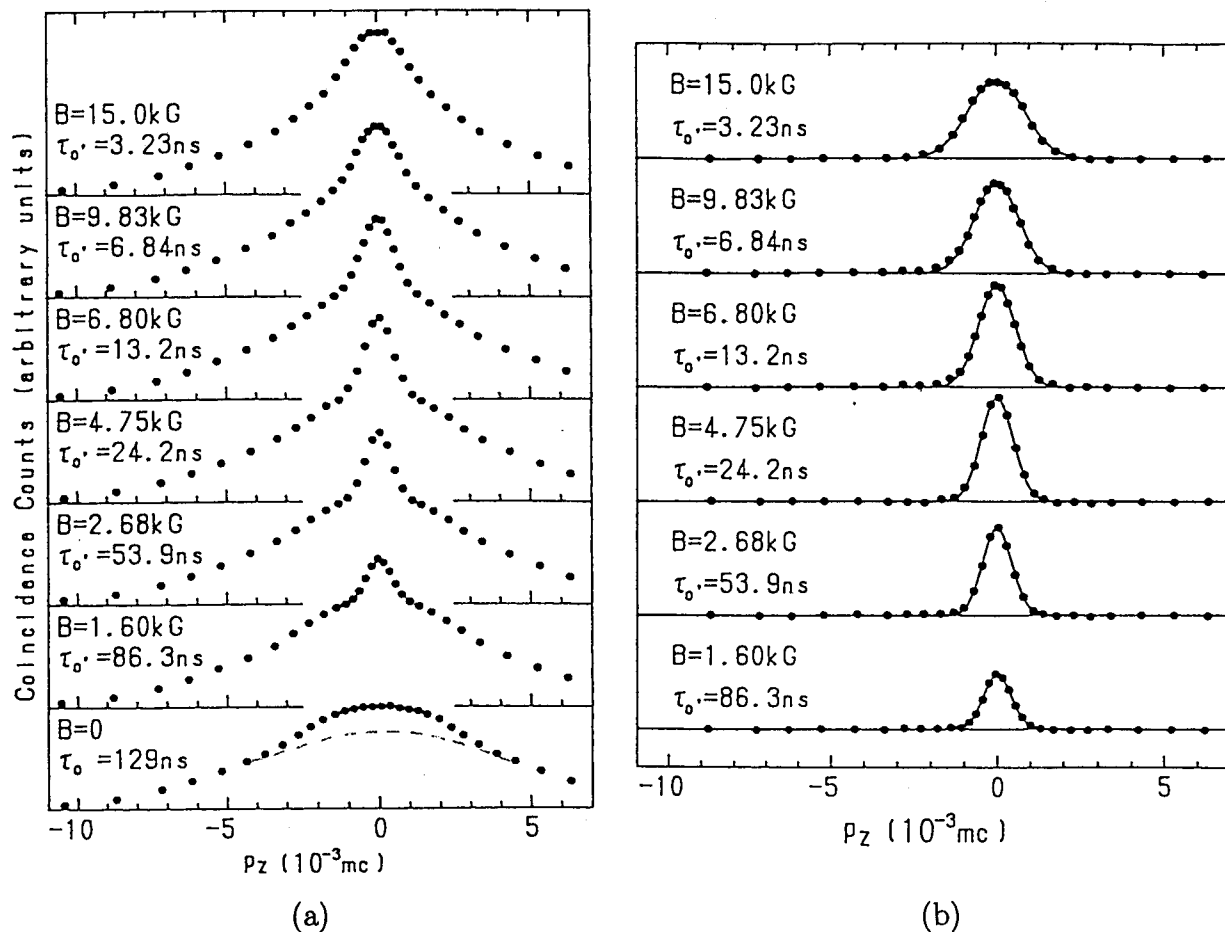 Coincidence Counts (arbitrary units)
B=15.0kG
τ₀'=3.23ns
B=9.83kG
τ₀'=6.84ns
B=6.80kG
τ₀'=13.2ns
B=4.75kG
τ₀'=24.2ns
B=2.68kG
τ₀'=53.9ns
B=1.60kG
τ₀'=86.3ns
B=0
τ₀=129ns
-10 -5 0 5
pz (10⁻³mc)
(a)
B=15.0kG
τ₀'=3.23ns
B=9.83kG
τ₀'=6.84ns
B=6.80kG
τ₀'=13.2ns
B=4.75kG
τ₀'=24.2ns
B=2.68kG
τ₀'=53.9ns
B=1.60kG
τ₀'=86.3ns
-10 -5 0 5
pz (10⁻³mc)
(b)